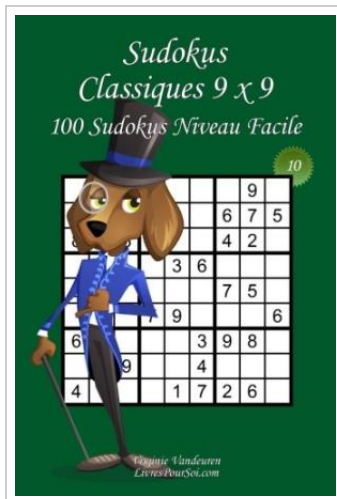 Sudokus
Classiques 9 x 9
100 Sudokus Niveau Facile
10
9
6 7 5
4 2
3 6
7 5
9 6
6 3 9 8
9 4
4 1 7 2 6
Virginie Vandeuren
LivresPourSoi.com